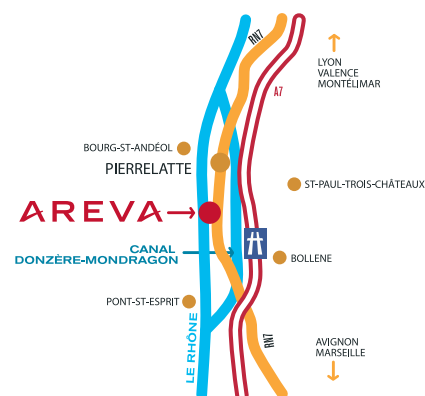 RN7
LYON
VALENCE
MONTÉLIMAR
A7
BOURG-ST-ANDÉOL
PIERRELATTE
ST-PAUL-TROIS-CHÂTEAUX
AREVA
CANAL
DONZÈRE-MONDRAGON
BOLLENE
PONT-ST-ESPRIT
LE RHÔNE
RN7
AVIGNON
MARSEILLE